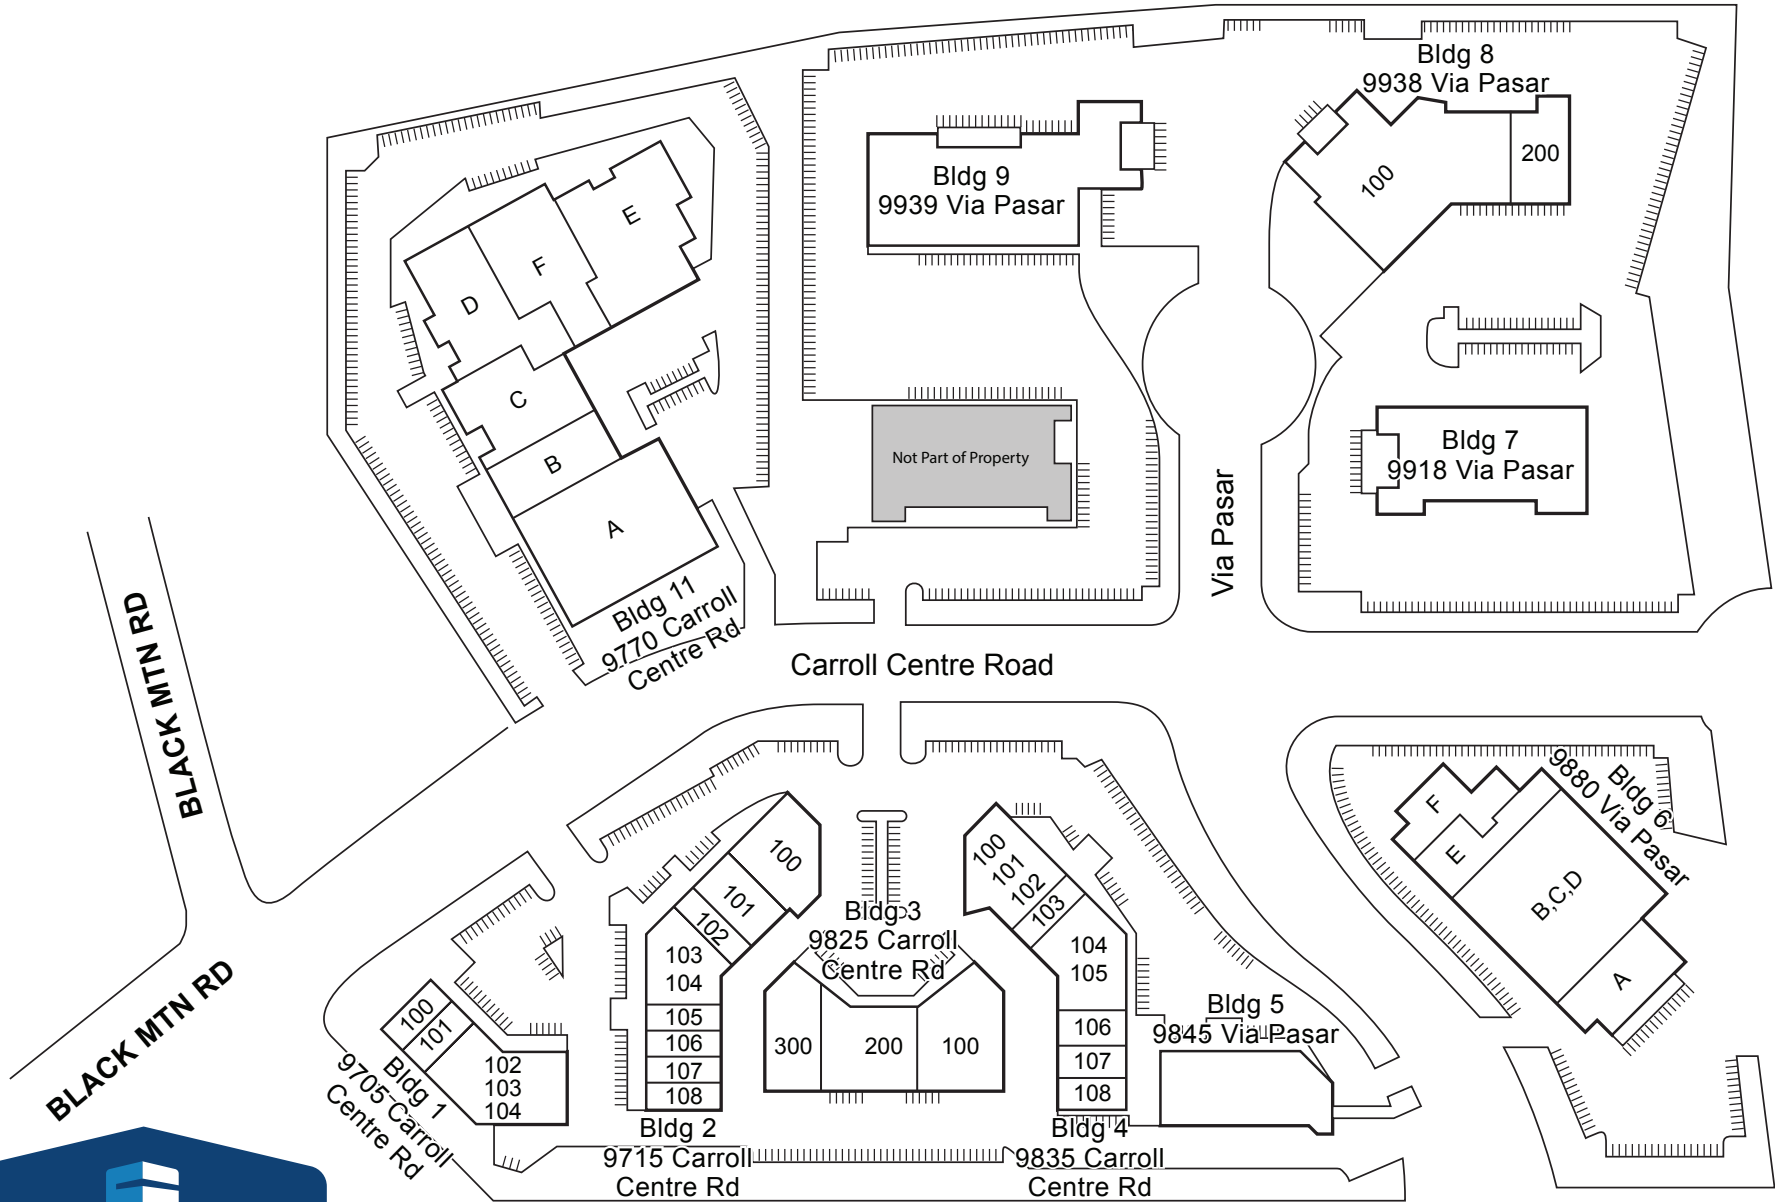 Bldg 8
9938 Via Pasar
100
200
Bldg 9
9939 Via Pasar
E
F
D
C
B
A
Bldg 11
9770 Carroll
Centre Rd
Not Part of Property
Bldg 7
9918 Via Pasar
Via Pasar
BLACK MTN RD
Carroll Centre Road
BLACK MTN RD
100
101
102
103
104
Bldg 1
9705 Carroll
Centre Rd
100
101
102
103
104
105
106
107
108
Bldg 2
9715 Carroll
Centre Rd
Bldg 3
9825 Carroll
Centre Rd
300
200
100
100
101
102
103
104
105
106
107
108
Bldg 4
9835 Carroll
Centre Rd
Bldg 5
9845 Via Pasar
Bldg 6
9880 Via Pasar
F
E
B,C,D
A